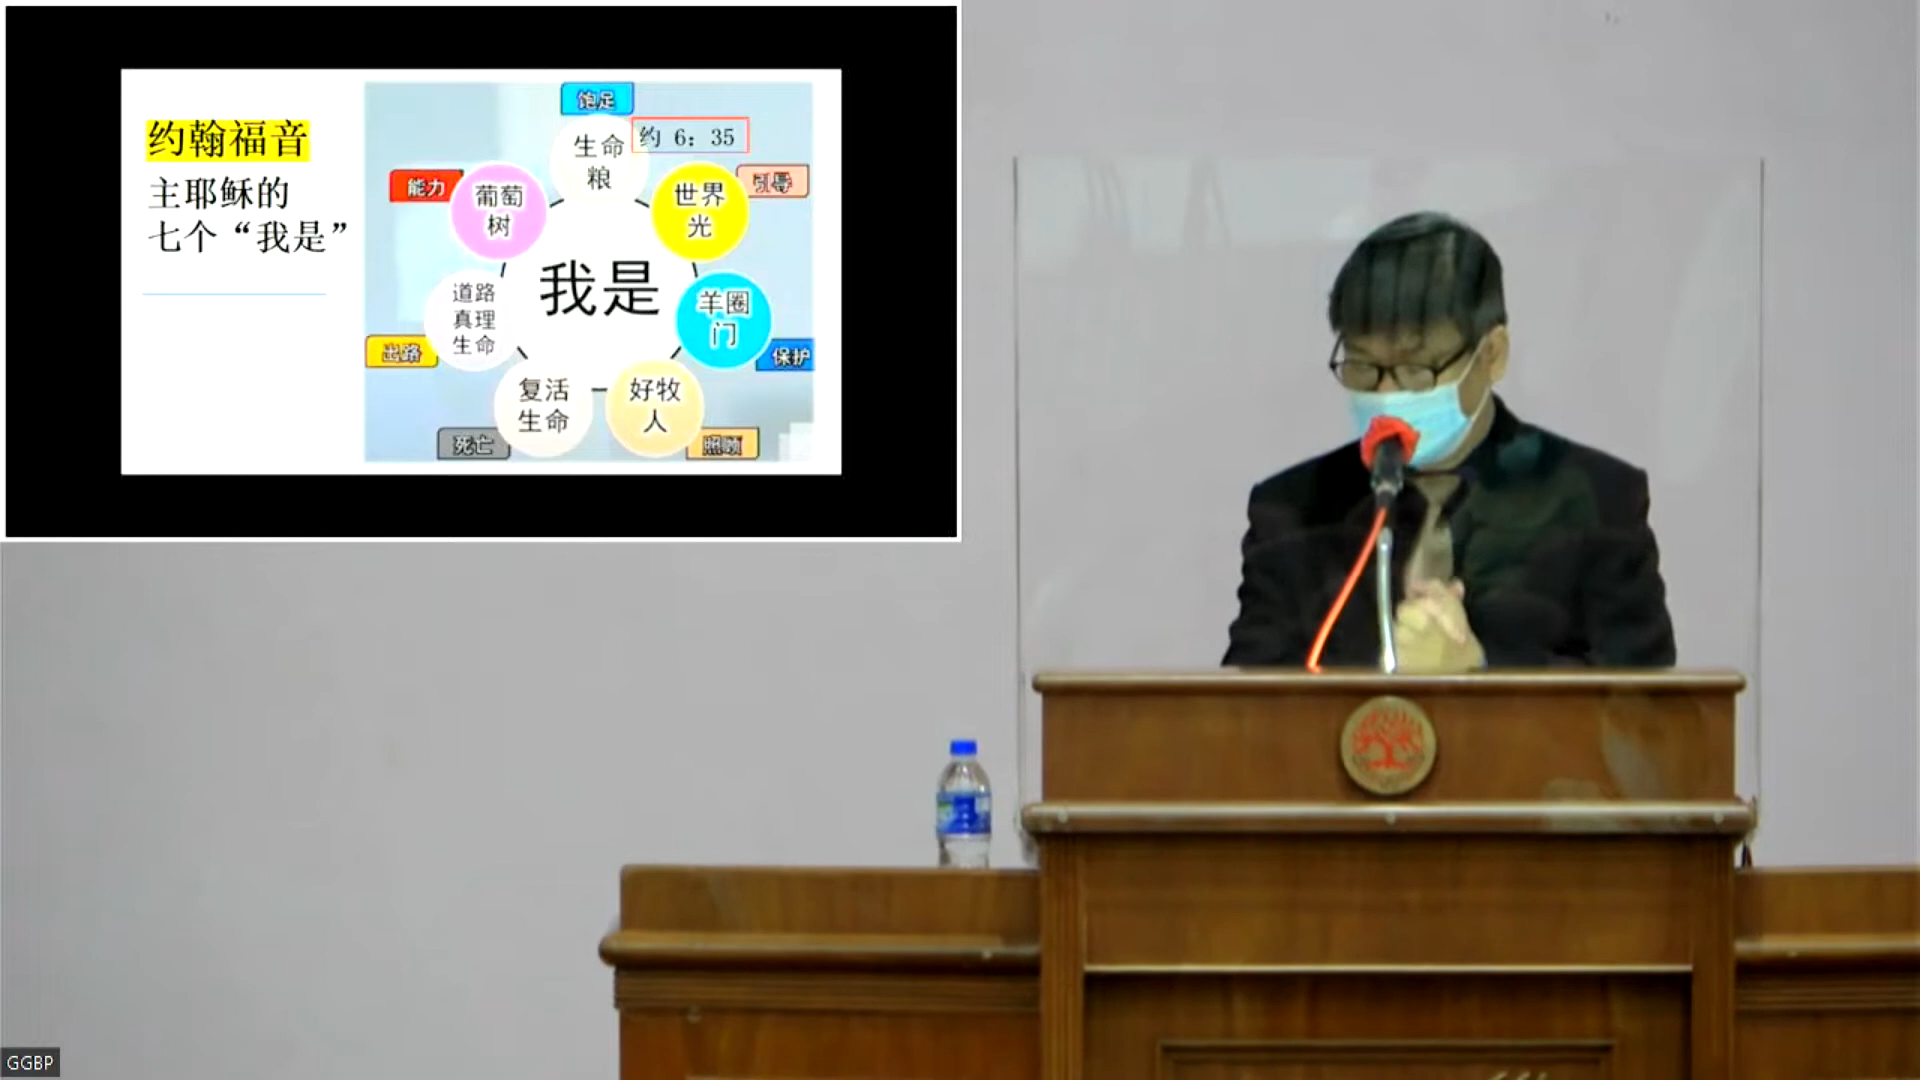 约翰福音
主耶稣的
七个“我是”
饱足
生命
粮
约 6：35
能力
葡萄
树
世界
光
引导
道路
真理
生命
我是
羊圈
门
出路
保护
复活
生命
好牧
人
死亡
照顾
GGBP